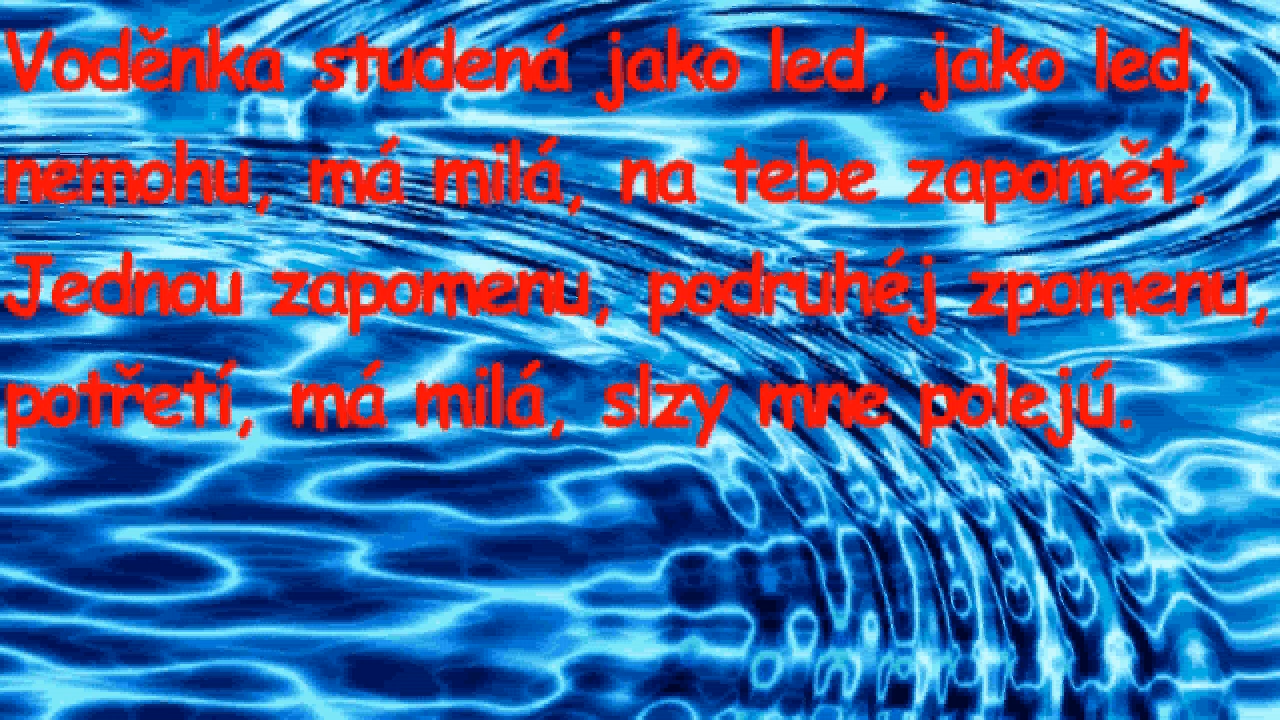 Voděnka studená jako led, jako led,
nemohu, má milá, na tebe zapomět.
Jednou zapomenu, podruhéj zpomenu,
potřetí, má milá, slzy mne polejú.